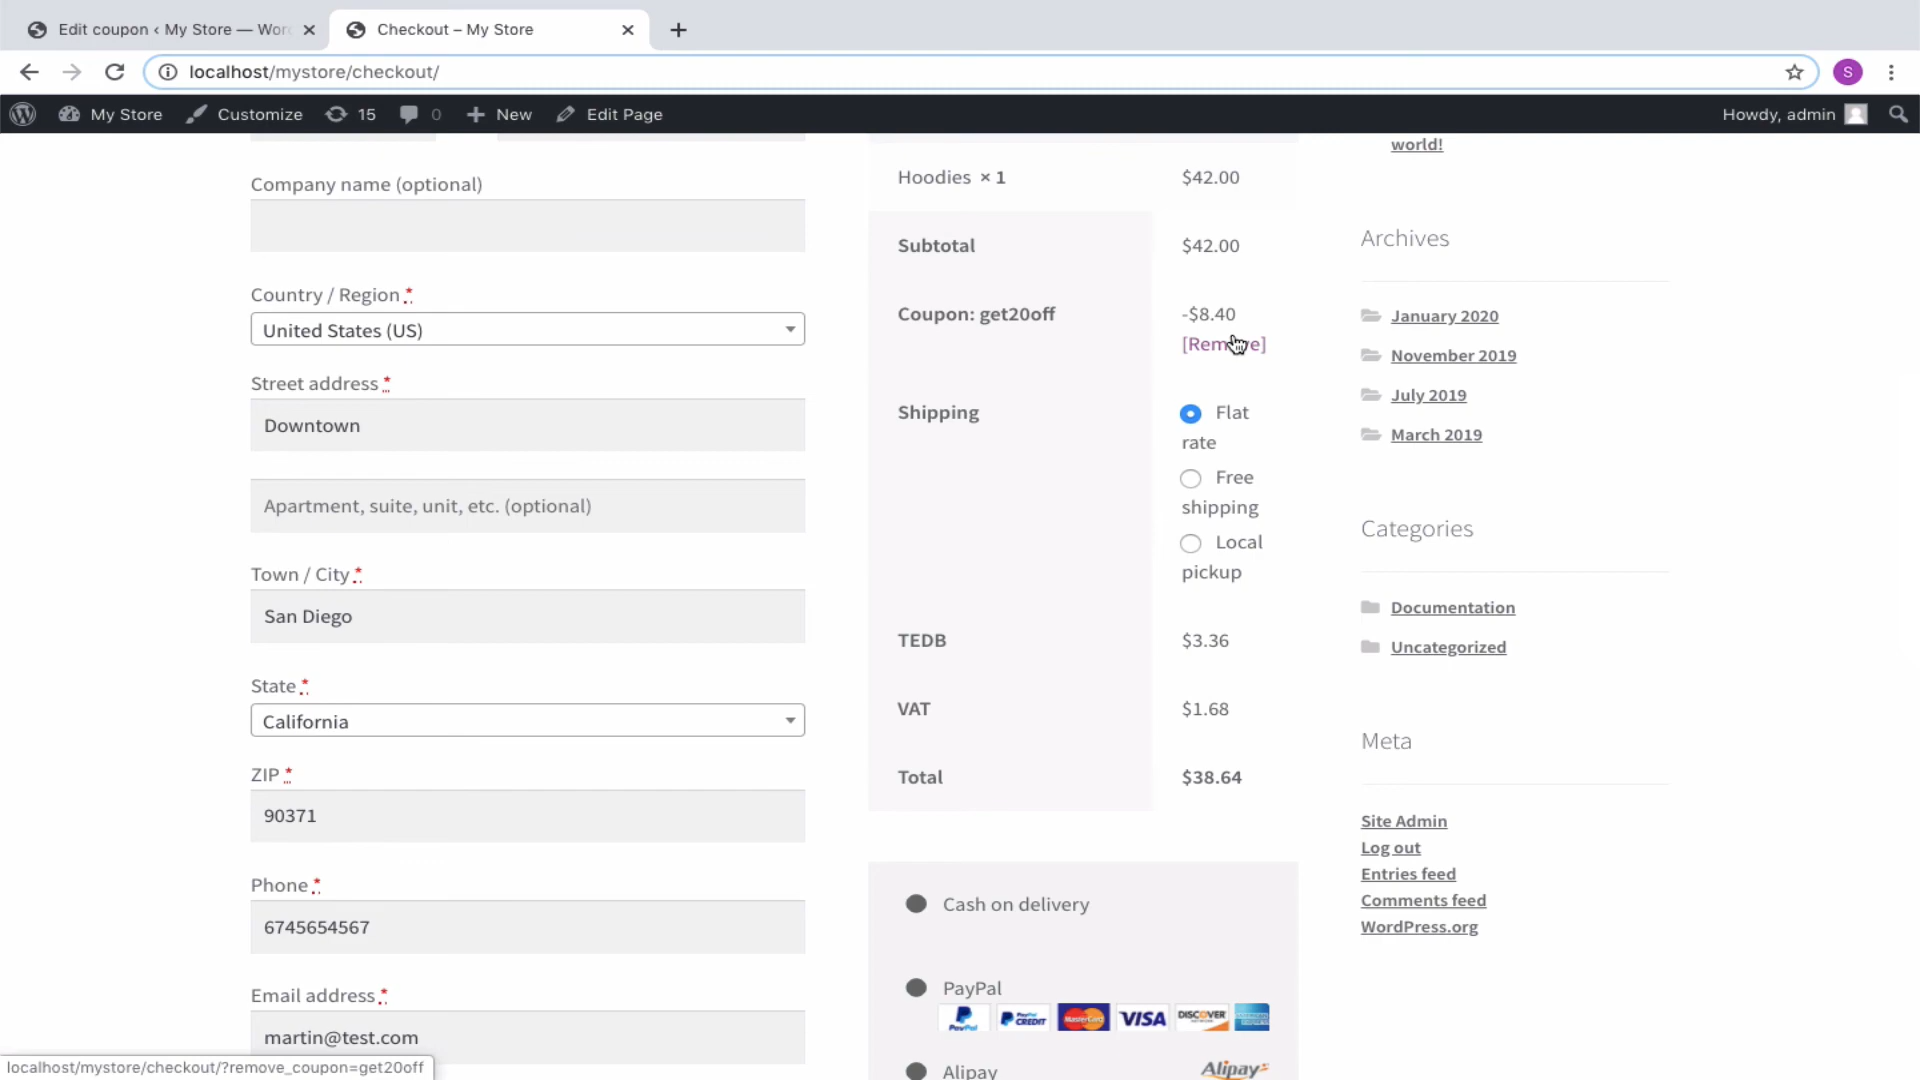 Edit coupon ‹ My Store — Wor
Checkout – My Store
localhost/mystore/checkout/
S
My Store
Customize
15
0
New
Edit Page
Howdy, admin
Company name (optional)
Country / Region *
United States (US)
Street address *
Downtown
Apartment, suite, unit, etc. (optional)
Town / City *
San Diego
State *
California
ZIP *
90371
Phone *
6745654567
Email address *
martin@test.com
localhost/mystore/checkout/?remove_coupon=get20off
Hoodies × 1 $42.00
Subtotal $42.00
Coupon: get20off -$8.40
[Remove]
Shipping Flat
rate
Free
shipping
Local
pickup
TEDB $3.36
VAT $1.68
Total $38.64
Cash on delivery
PayPal
PayPal PayPal CREDIT MasterCard VISA DISCOVER
Alipay Alipay
world!
Archives
January 2020
November 2019
July 2019
March 2019
Categories
Documentation
Uncategorized
Meta
Site Admin
Log out
Entries feed
Comments feed
WordPress.org